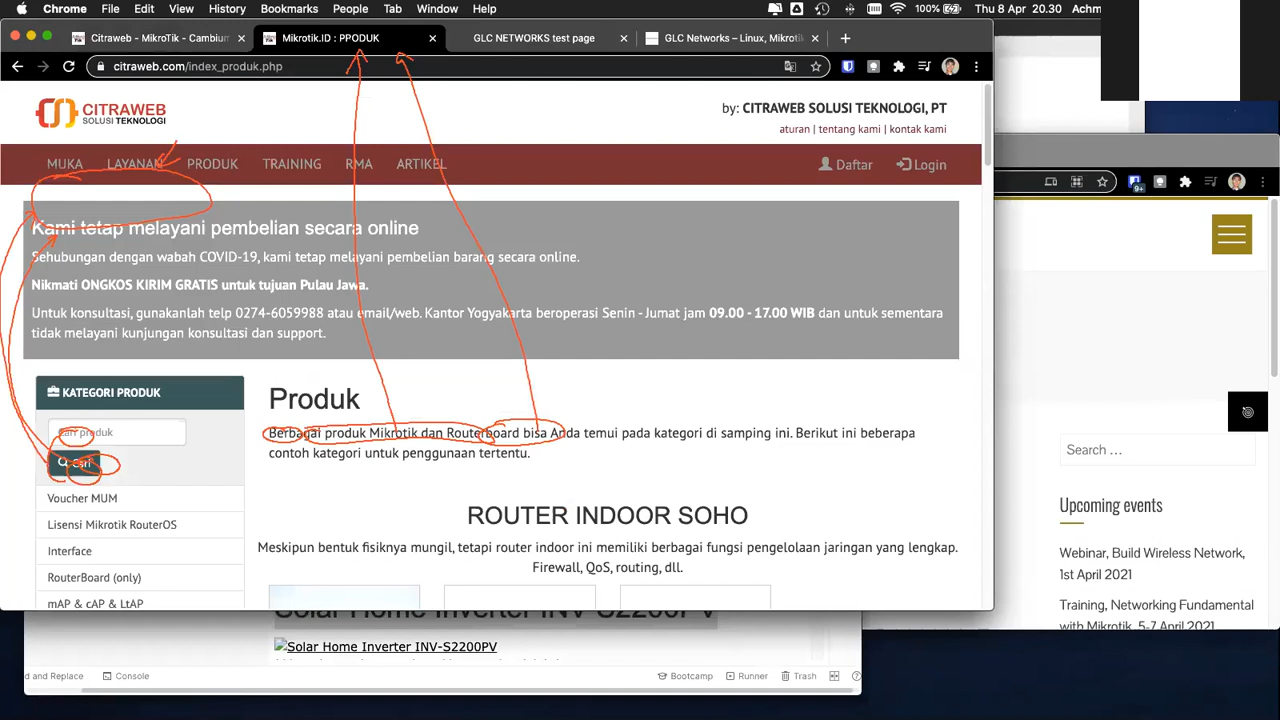 Chrome File Edit View History Bookmarks People Tab Window Help 100% Thu 8 Apr 20.30 Achm
Citraweb - MikroTik - Cambium
Mikrotik.ID : PPODUK
GLC NETWORKS test page
GLC Networks – Linux, Mikrotik
citraweb.com/index_produk.php
CITRAWEB
SOLUSI TEKNOLOGI
by: CITRAWEB SOLUSI TEKNOLOGI, PT
aturan | tentang kami | kontak kami
MUKA LAYANAN PRODUK TRAINING RMA ARTIKEL Daftar Login
Kami tetap melayani pembelian secara online
Sehubungan dengan wabah COVID-19, kami tetap melayani pembelian barang secara online.
Nikmati ONGKOS KIRIM GRATIS untuk tujuan Pulau Jawa.
Untuk konsultasi, gunakanlah telp 0274-6059988 atau email/web. Kantor Yogyakarta beroperasi Senin - Jumat jam 09.00 - 17.00 WIB dan untuk sementara
tidak melayani kunjungan konsultasi dan support.
KATEGORI PRODUK
Cari produk
Cari
Voucher MUM
Lisensi Mikrotik RouterOS
Interface
RouterBoard (only)
mAP & cAP & LtAP
Produk
Berbagai produk Mikrotik dan Routerboard bisa Anda temui pada kategori di samping ini. Berikut ini beberapa
contoh kategori untuk penggunaan tertentu.
ROUTER INDOOR SOHO
Meskipun bentuk fisiknya mungil, tetapi router indoor ini memiliki berbagai fungsi pengelolaan jaringan yang lengkap.
Firewall, QoS, routing, dll.
Solar Home Inverter INV-S2200PV
Solar Home Inverter INV-S2200PV
d and Replace Console Bootcamp Runner Trash
9+
Search …
Upcoming events
Webinar, Build Wireless Network,
1st April 2021
Training, Networking Fundamental
with Mikrotik, 5-7 April 2021